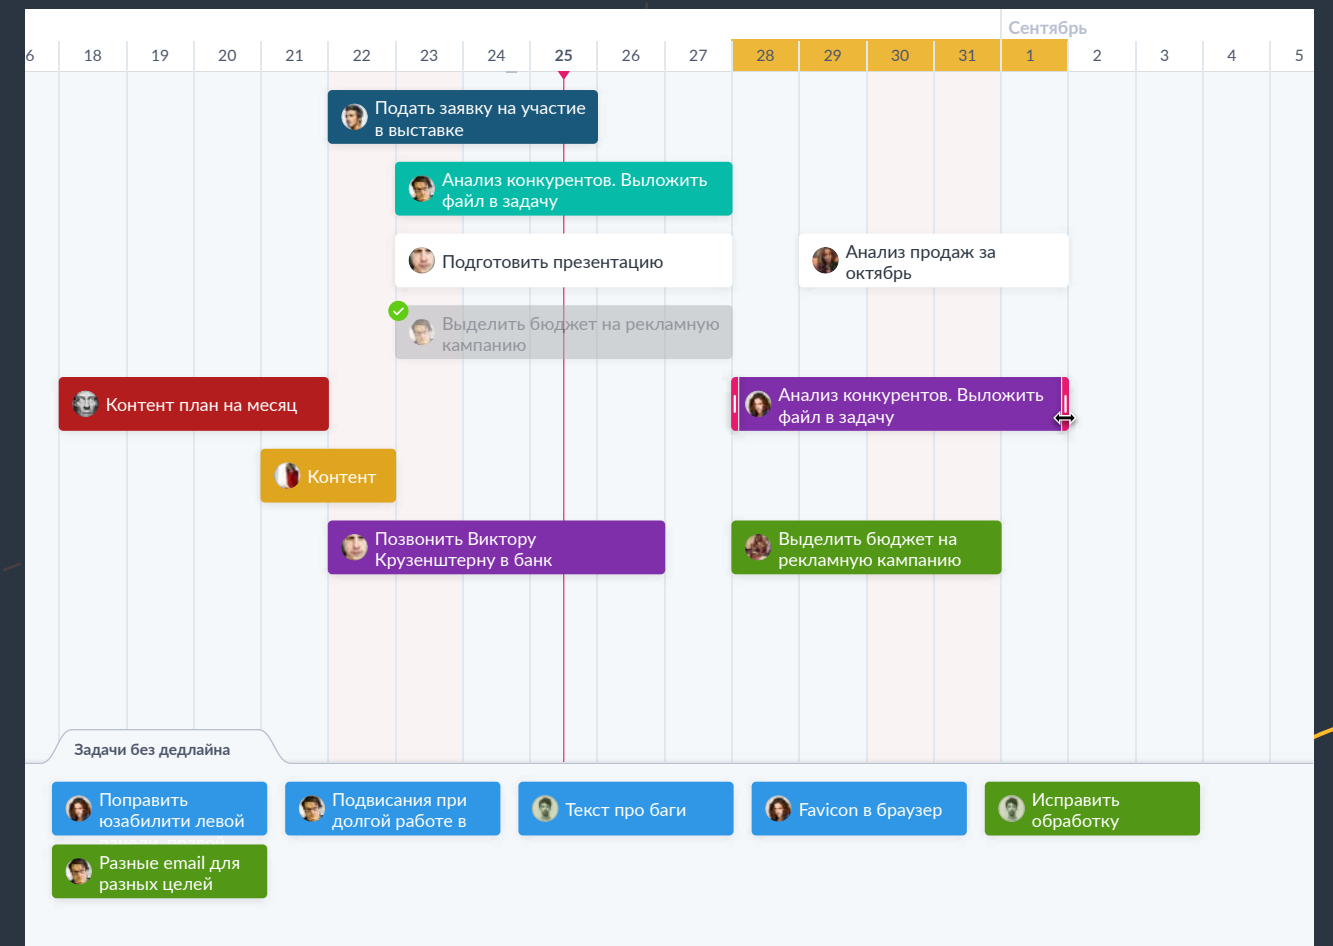 Сентябрь
6 18 19 20 21 22 23 24 25 26 27 28 29 30 31 1 2 3 4 5
Подать заявку на участие
в выставке
Анализ конкурентов. Выложить
файл в задачу
Подготовить презентацию
Анализ продаж за
октябрь
Выделить бюджет на рекламную
кампанию
Контент план на месяц
Анализ конкурентов. Выложить
файл в задачу
Контент
Позвонить Виктору
Крузенштерну в банк
Выделить бюджет на
рекламную кампанию
Задачи без дедлайна
Поправить
юзабилити левой
Подвисания при
долгой работе в
Текст про баги
Favicon в браузер
Исправить
обработку
Разные email для
разных целей